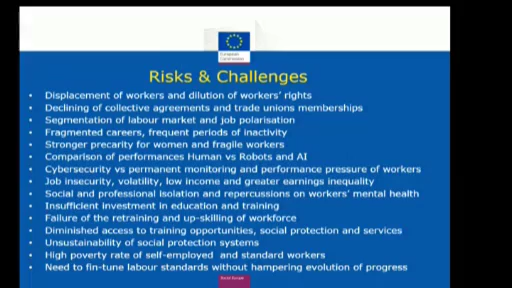 European
Commission
Risks & Challenges
• Displacement of workers and dilution of workers' rights
• Declining of collective agreements and trade unions memberships
• Segmentation of labour market and job polarisation
• Fragmented careers, frequent periods of inactivity
• Stronger precarity for women and fragile workers
• Comparison of performances Human vs Robots and AI
• Cybersecurity vs permanent monitoring and performance pressure of workers
• Job insecurity, volatility, low income and greater earnings inequality
• Social and professional isolation and repercussions on workers' mental health
• Insufficient investment in education and training
• Failure of the retraining and up-skilling of workforce
• Diminished access to training opportunities, social protection and services
• Unsustainability of social protection systems
• High poverty rate of self-employed and standard workers
• Need to fin-tune labour standards without hampering evolution of progress
Social Europe